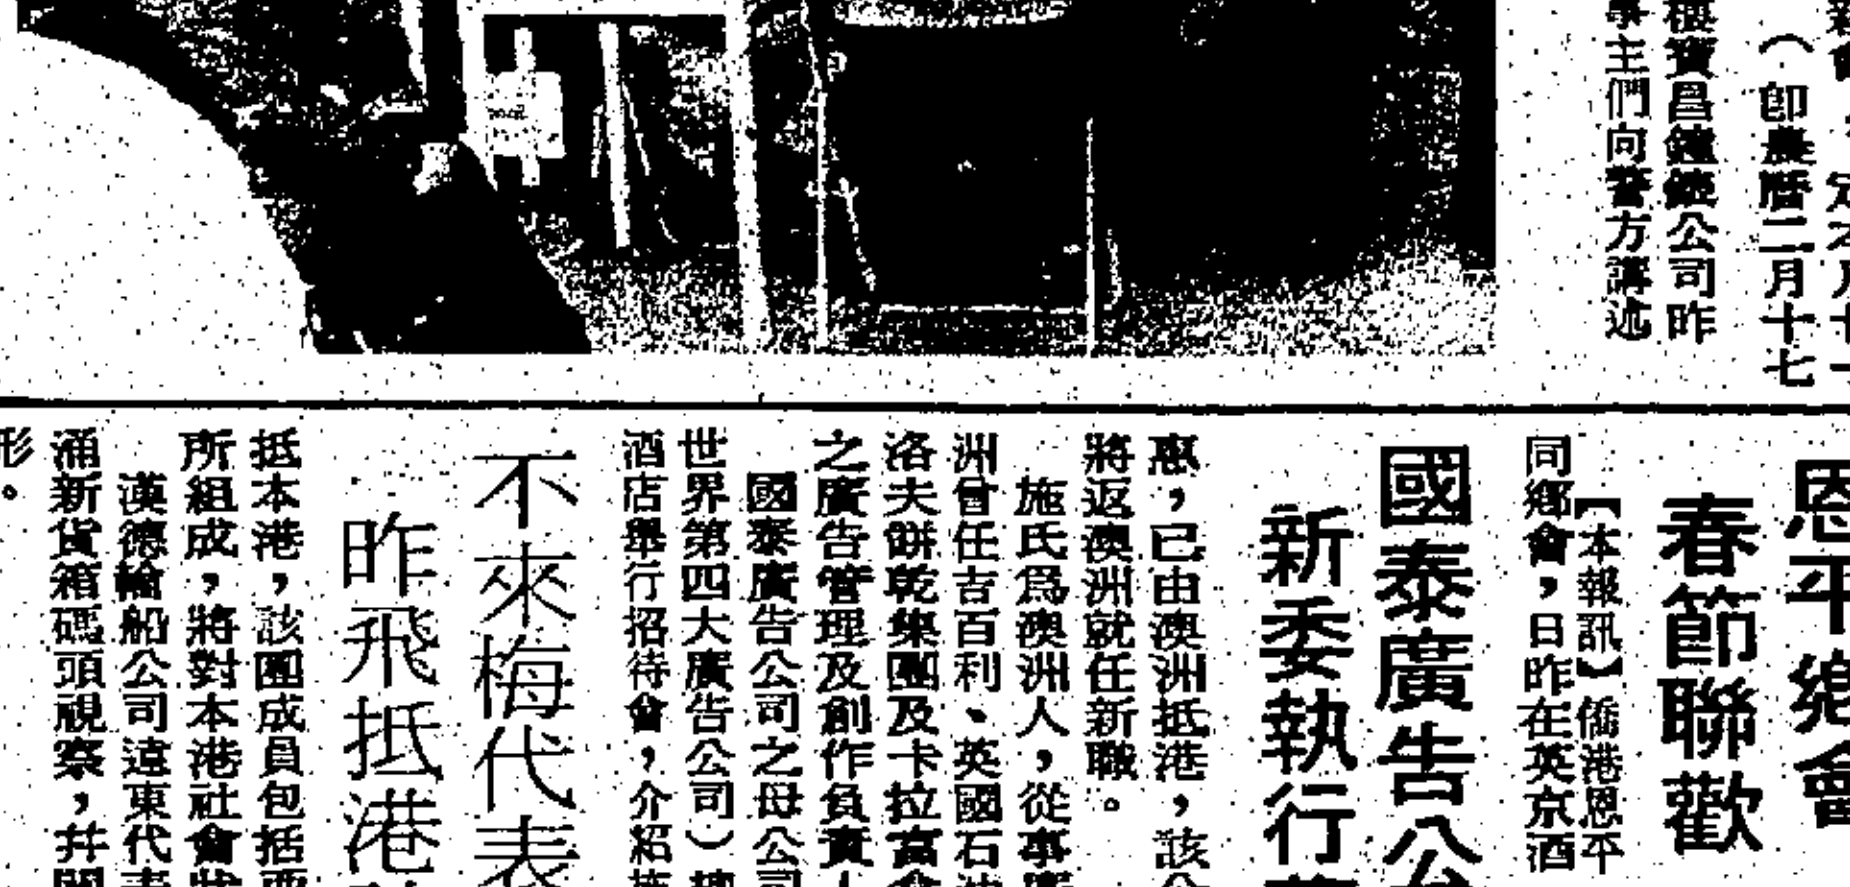 （即農曆二月十七
樓寶昌鐘錶公司昨
事主們向警方講述
恩平鄉會
春節聯歡
【本報訊】僑港恩平
同鄉會，日昨在英京酒
國泰廣告公
新委執行
惠，已由澳洲抵港，該
將返澳洲就任新職。
施氏爲澳洲人，從事
洲曾任吉百利、英國石
洛夫餅乾集團及卡拉
之廣告管理及創作負責
國泰廣告公司之母公司
世界第四大廣告公司）
酒店舉行招待會，介紹
不來梅代表
昨飛抵港
抵本港，該團成員包括
所組成，將對本港社會狀
漢德輪船公司遠東代表
涌新貨箱碼頭視察，幷
形。